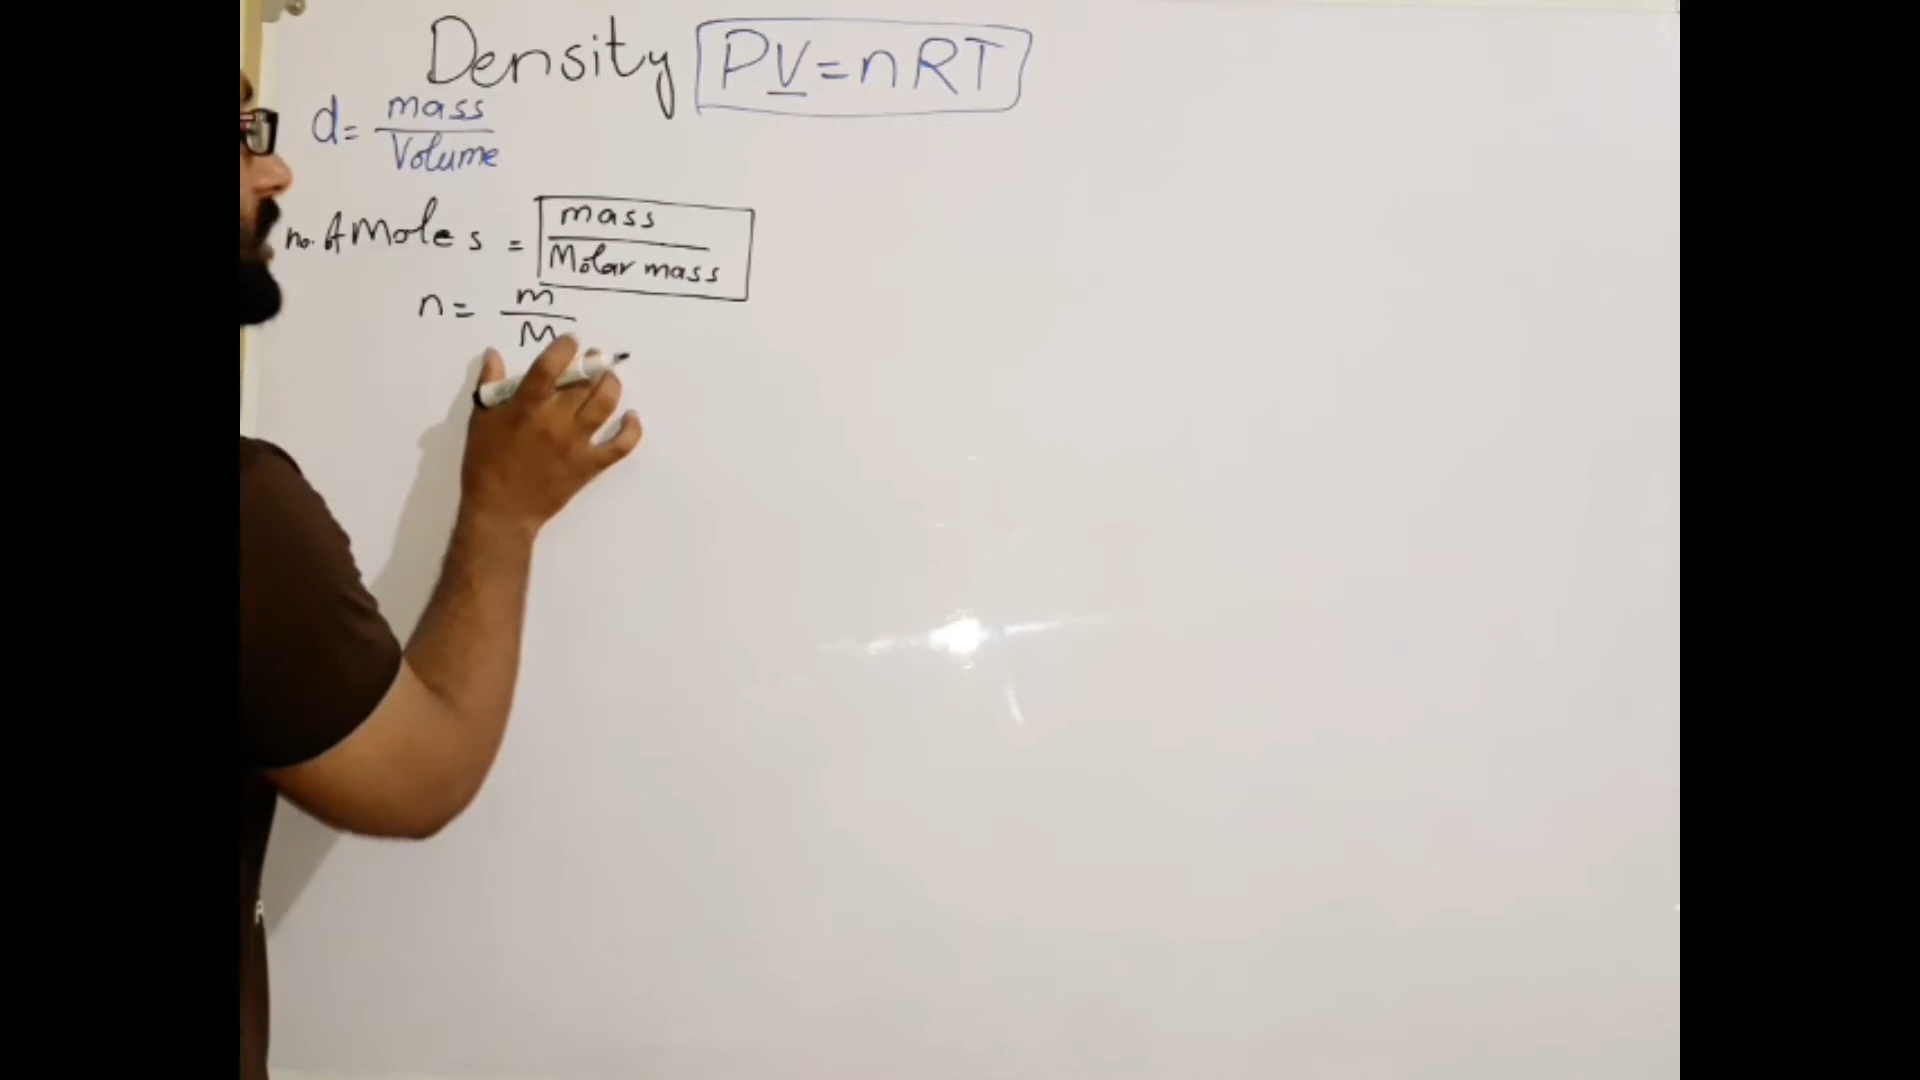 Density PV=nRT
d= mass
Volume
no. of Moles = mass
Molar mass
n= m
M